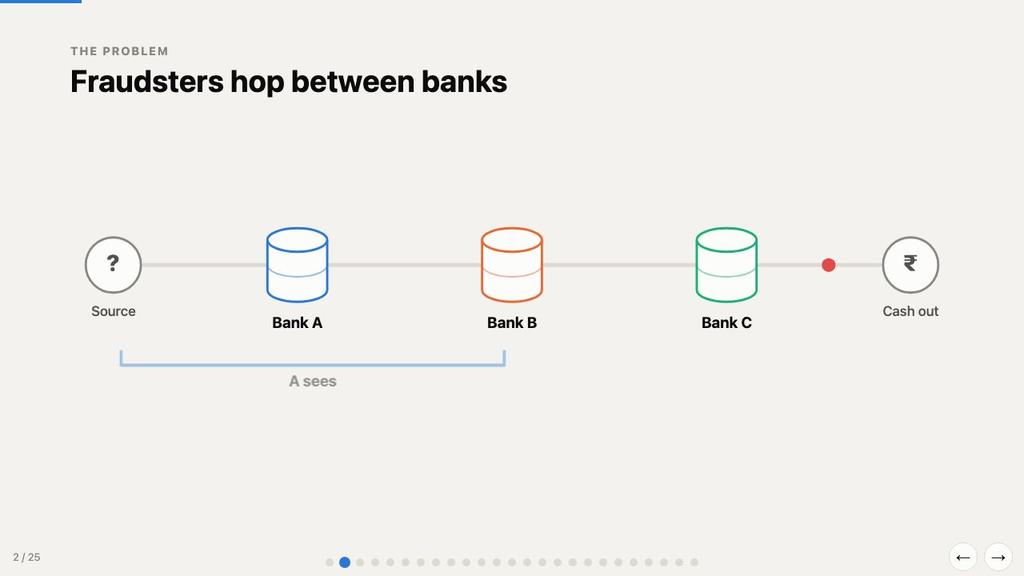 THE PROBLEM
Fraudsters hop between banks
?
₹
Source
Bank A
Bank B
Bank C
Cash out
A sees
2 / 25
← →